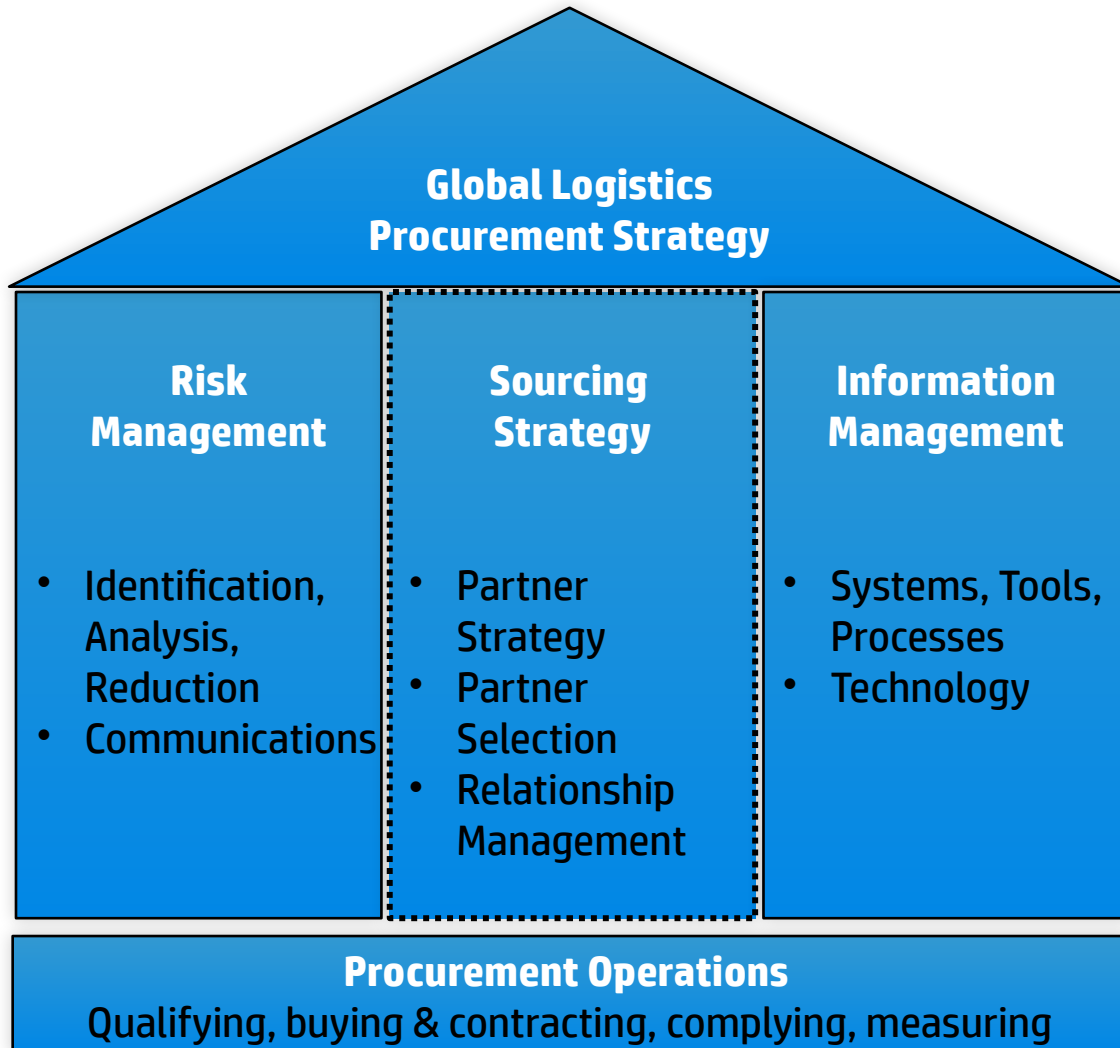 Global Logistics
Procurement Strategy
Risk
Management
• Identification,
Analysis,
Reduction
• Communications
Sourcing
Strategy
• Partner
Strategy
• Partner
Selection
• Relationship
Management
Information
Management
• Systems, Tools,
Processes
• Technology
Procurement Operations
Qualifying, buying & contracting, complying, measuring